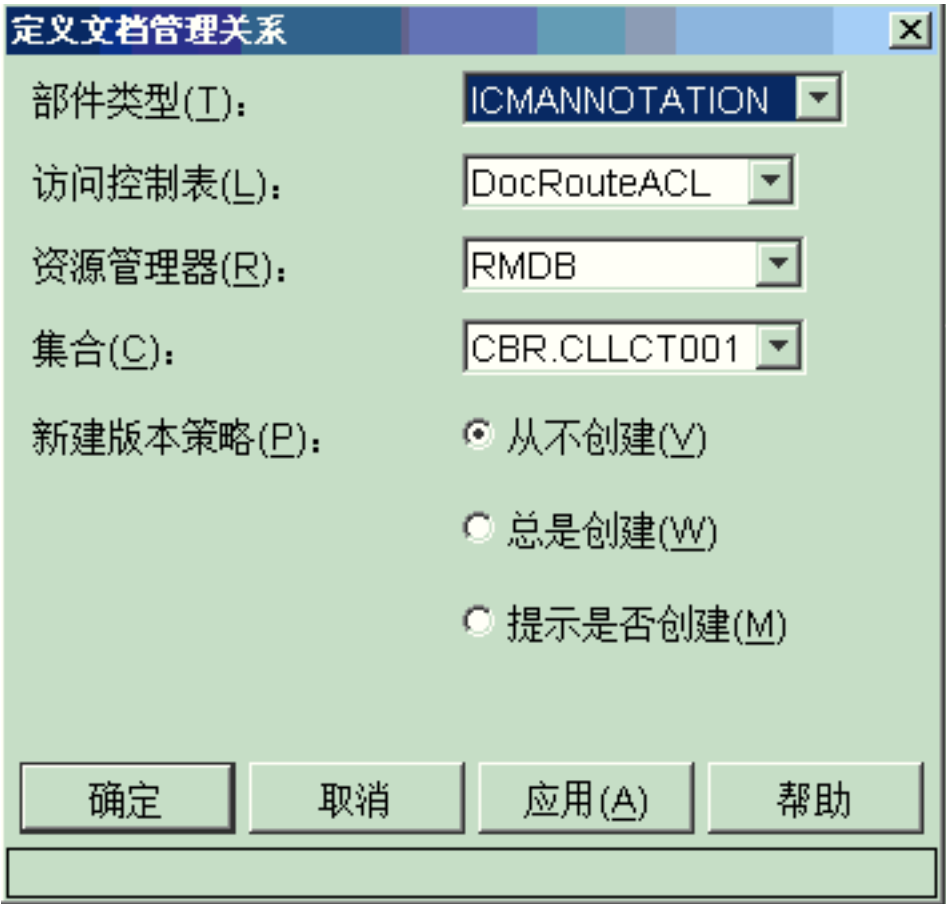 定义文档管理关系
部件类型(T): ICMANNOTATION
访问控制表(L): DocRouteACL
资源管理器(R): RMDB
集合(C): CBR.CLLCT001
新建版本策略(P): 从不创建(V)
总是创建(W)
提示是否创建(M)
确定 取消 应用(A) 帮助